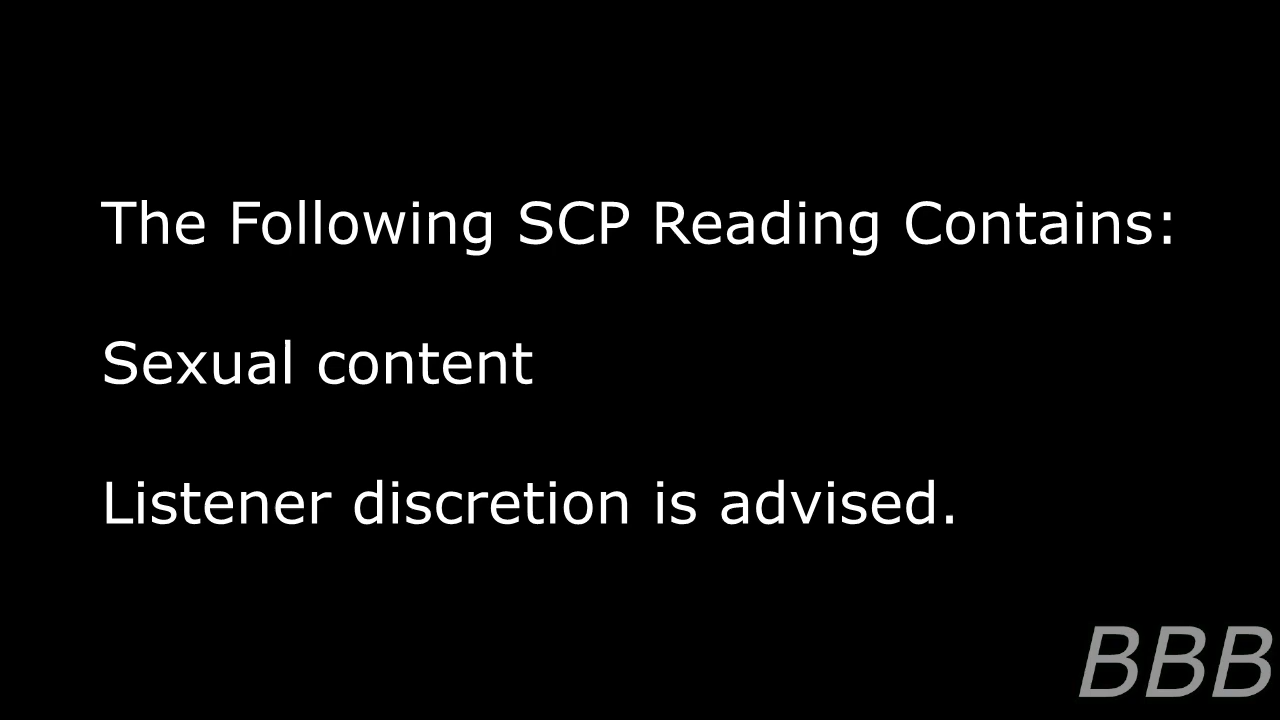 The Following SCP Reading Contains:
Sexual content
Listener discretion is advised.
BBB